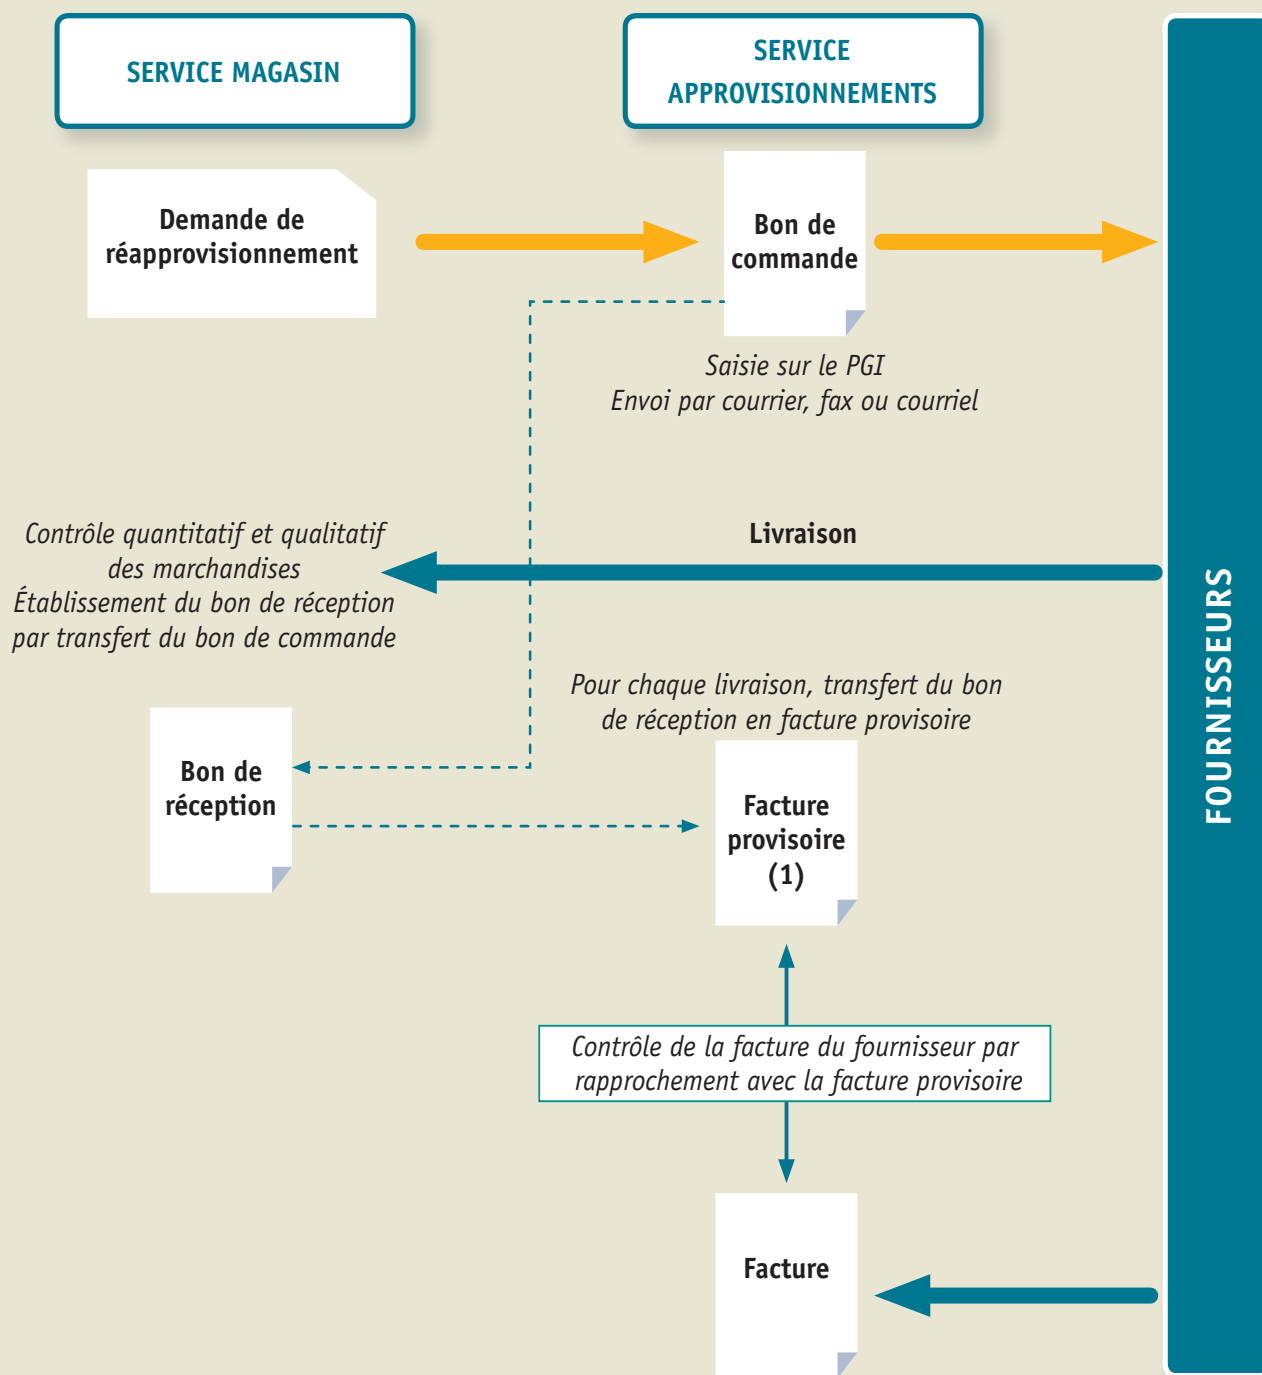 SERVICE MAGASIN
SERVICE
APPROVISIONNEMENTS
Demande de
réapprovisionnement
Bon de
commande
Saisie sur le PGI
Envoi par courrier, fax ou courriel
Livraison
Contrôle quantitatif et qualitatif
des marchandises
Établissement du bon de réception
par transfert du bon de commande
Pour chaque livraison, transfert du bon
de réception en facture provisoire
Bon de
réception
Facture
provisoire
(1)
Contrôle de la facture du fournisseur par
rapprochement avec la facture provisoire
Facture
FOURNISSEURS